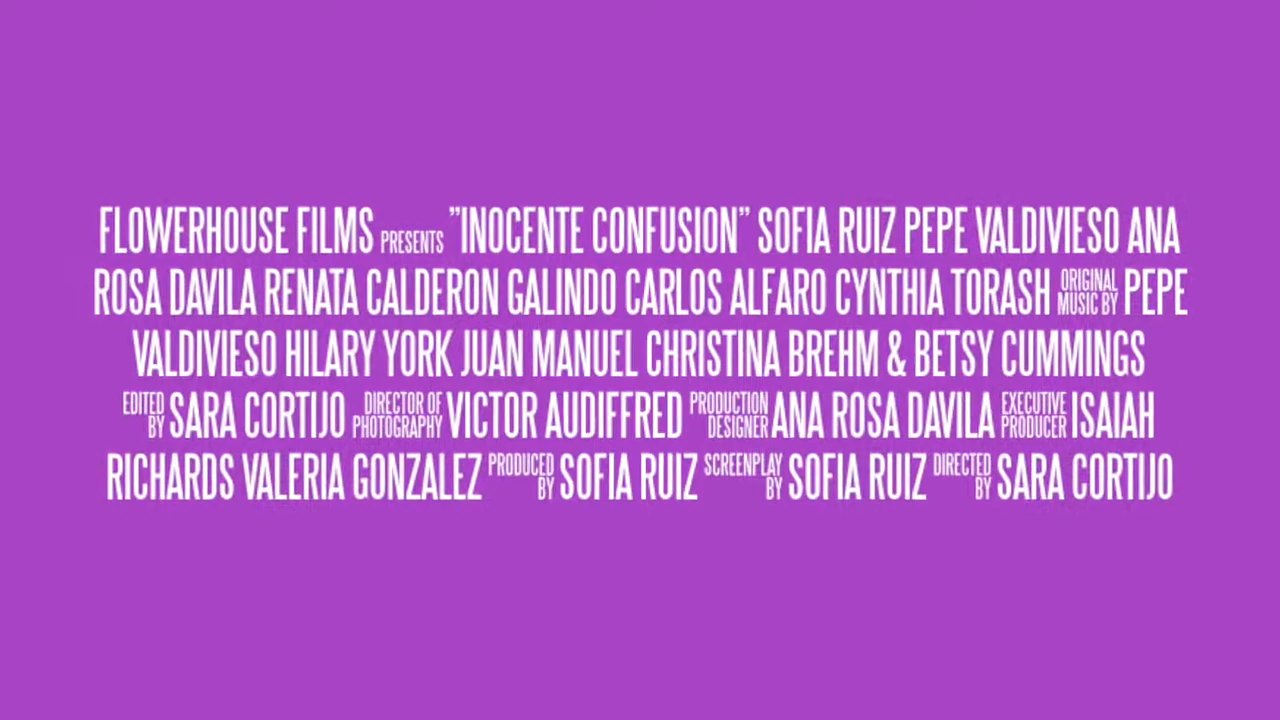 FLOWERHOUSE FILMS PRESENTS ”INOCENTE CONFUSION” SOFIA RUIZ PEPE VALDIVIESO ANA
ROSA DAVILA RENATA CALDERON GALINDO CARLOS ALFARO CYNTHIA TORASH ORIGINAL MUSIC BY PEPE
VALDIVIESO HILARY YORK JUAN MANUEL CHRISTINA BREHM & BETSY CUMMINGS
EDITED BY SARA CORTIJO DIRECTOR OF PHOTOGRAPHY VICTOR AUDIFFRED PRODUCTION DESIGNER ANA ROSA DAVILA EXECUTIVE PRODUCER ISAIAH
RICHARDS VALERIA GONZALEZ PRODUCED BY SOFIA RUIZ SCREENPLAY BY SOFIA RUIZ DIRECTED BY SARA CORTIJO